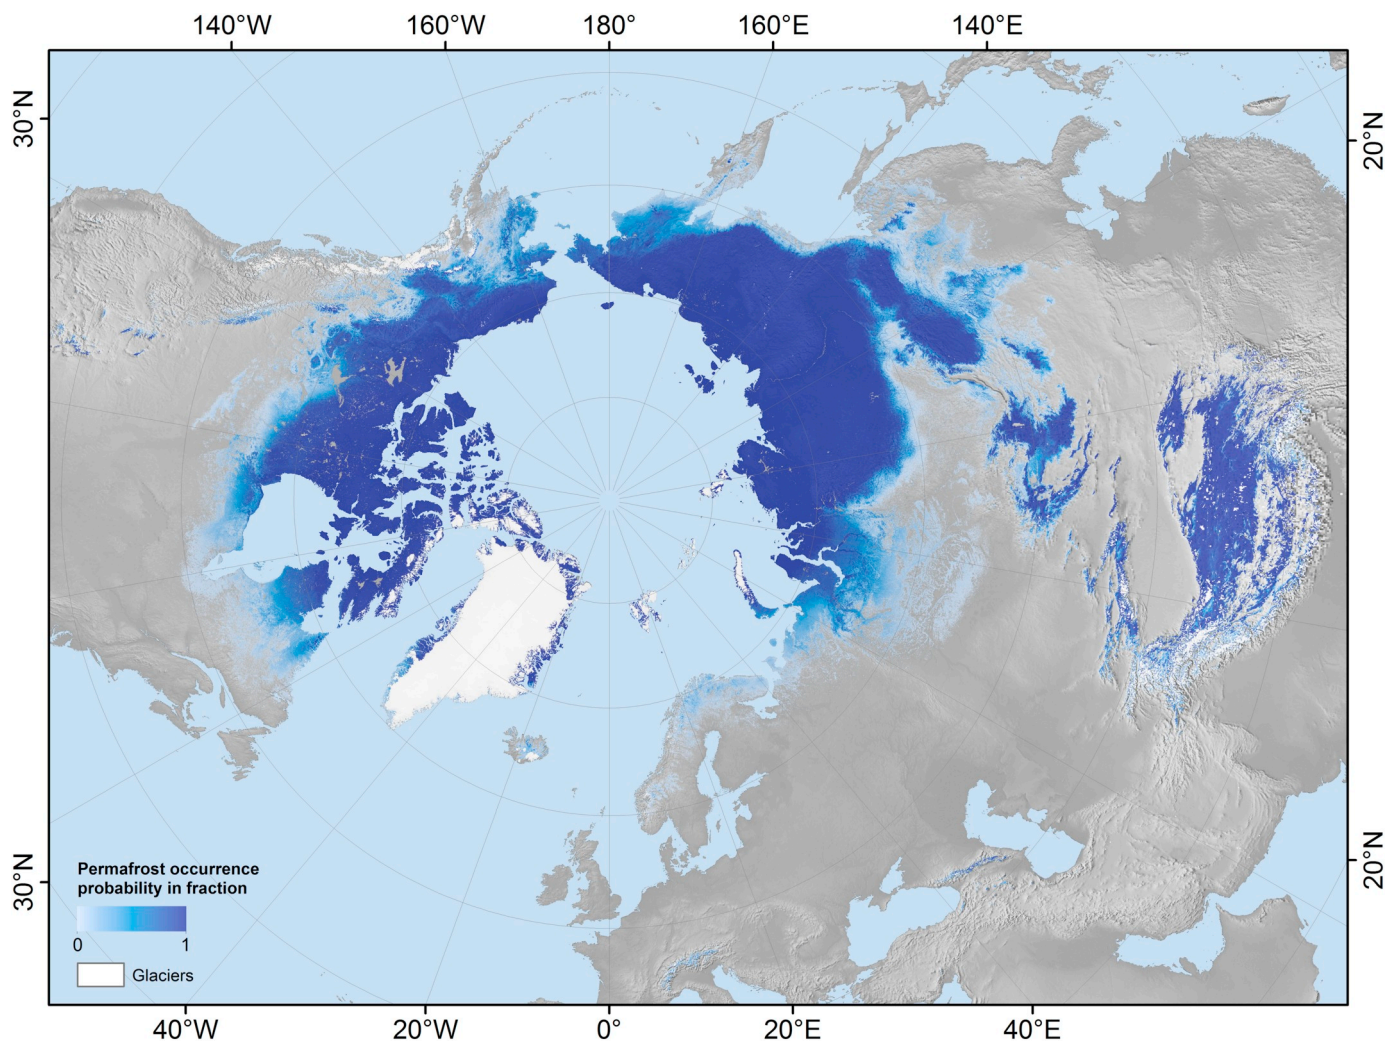 140°W 160°W 180° 160°E 140°E
30°N
20°N
30°N
20°N
Permafrost occurrence
probability in fraction
0 1
Glaciers
40°W 20°W 0° 20°E 40°E